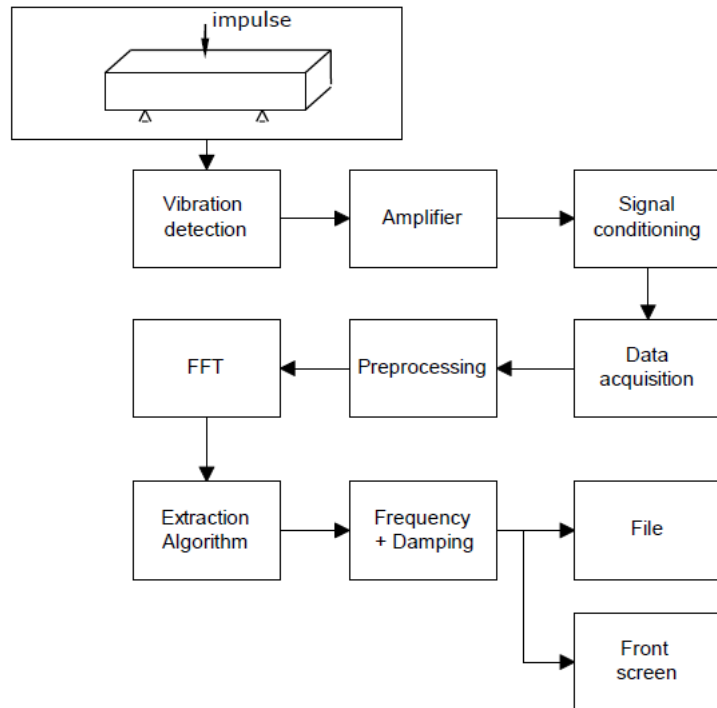 impulse
Vibration
detection
Amplifier
Signal
conditioning
Data
acquisition
Preprocessing
FFT
Extraction
Algorithm
Frequency
+ Damping
File
Front
screen